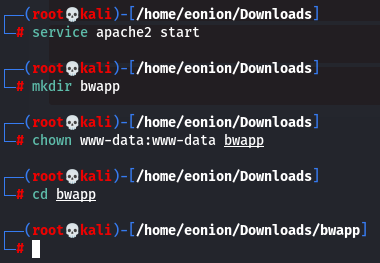 ┌──(root💀kali)-[/home/eonion/Downloads]
└─# service apache2 start
┌──(root💀kali)-[/home/eonion/Downloads]
└─# mkdir bwapp
┌──(root💀kali)-[/home/eonion/Downloads]
└─# chown www-data:www-data bwapp
┌──(root💀kali)-[/home/eonion/Downloads]
└─# cd bwapp
┌──(root💀kali)-[/home/eonion/Downloads/bwapp]
└─#